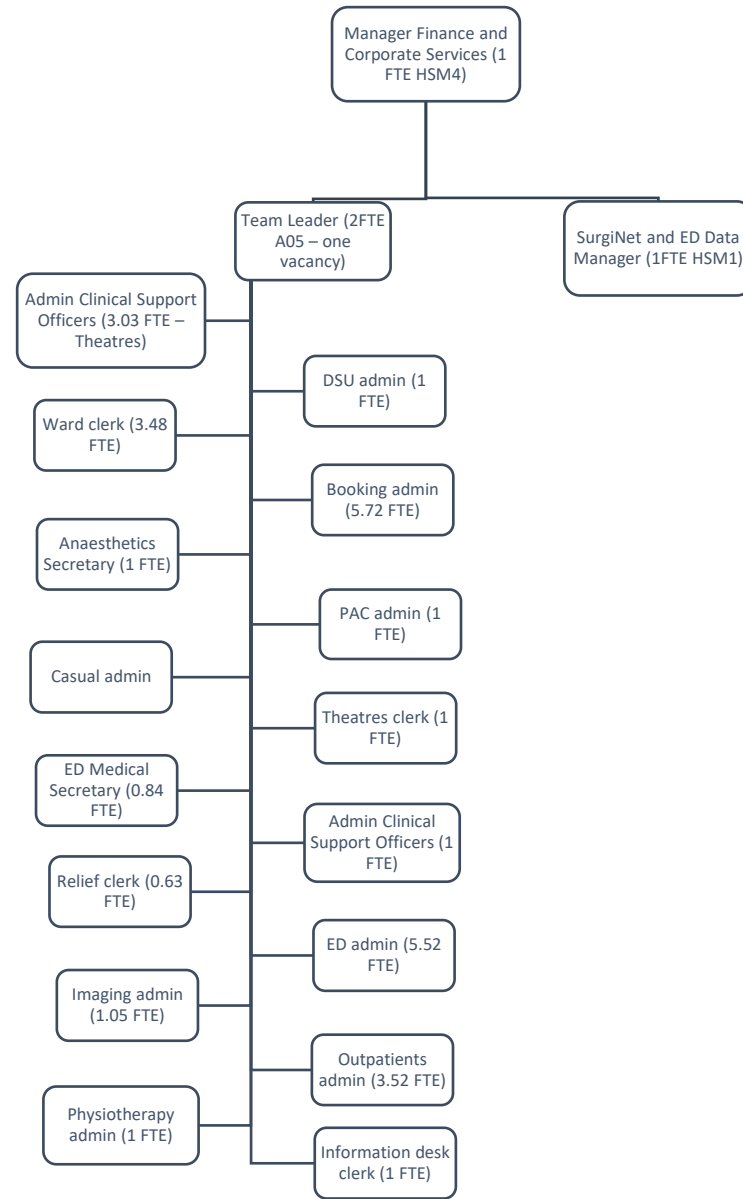 Manager Finance and
Corporate Services (1
FTE HSM4)
Team Leader (2FTE
A05 – one
vacancy)
SurgiNet and ED Data
Manager (1FTE HSM1)
Admin Clinical Support
Officers (3.03 FTE –
Theatres)
DSU admin (1
FTE)
Ward clerk (3.48
FTE)
Booking admin
(5.72 FTE)
Anaesthetics
Secretary (1 FTE)
PAC admin (1
FTE)
Casual admin
Theatres clerk (1
FTE)
ED Medical
Secretary (0.84
FTE)
Admin Clinical
Support Officers (1
FTE)
Relief clerk (0.63
FTE)
ED admin (5.52
FTE)
Imaging admin
(1.05 FTE)
Outpatients
admin (3.52 FTE)
Physiotherapy
admin (1 FTE)
Information desk
clerk (1 FTE)